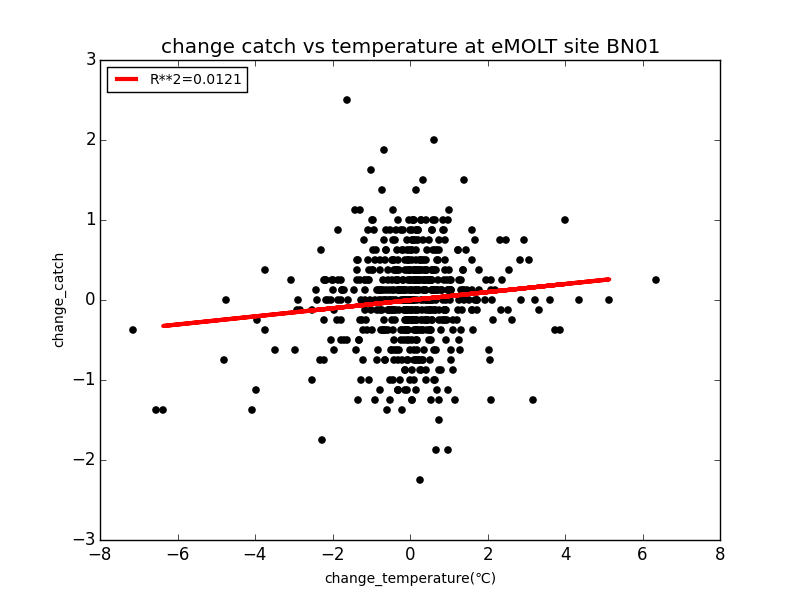 change catch vs temperature at eMOLT site BN01
R**2=0.0121
3
2
1
0
−1
−2
−3
change_catch
−8 −6 −4 −2 0 2 4 6 8
change_temperature(℃)